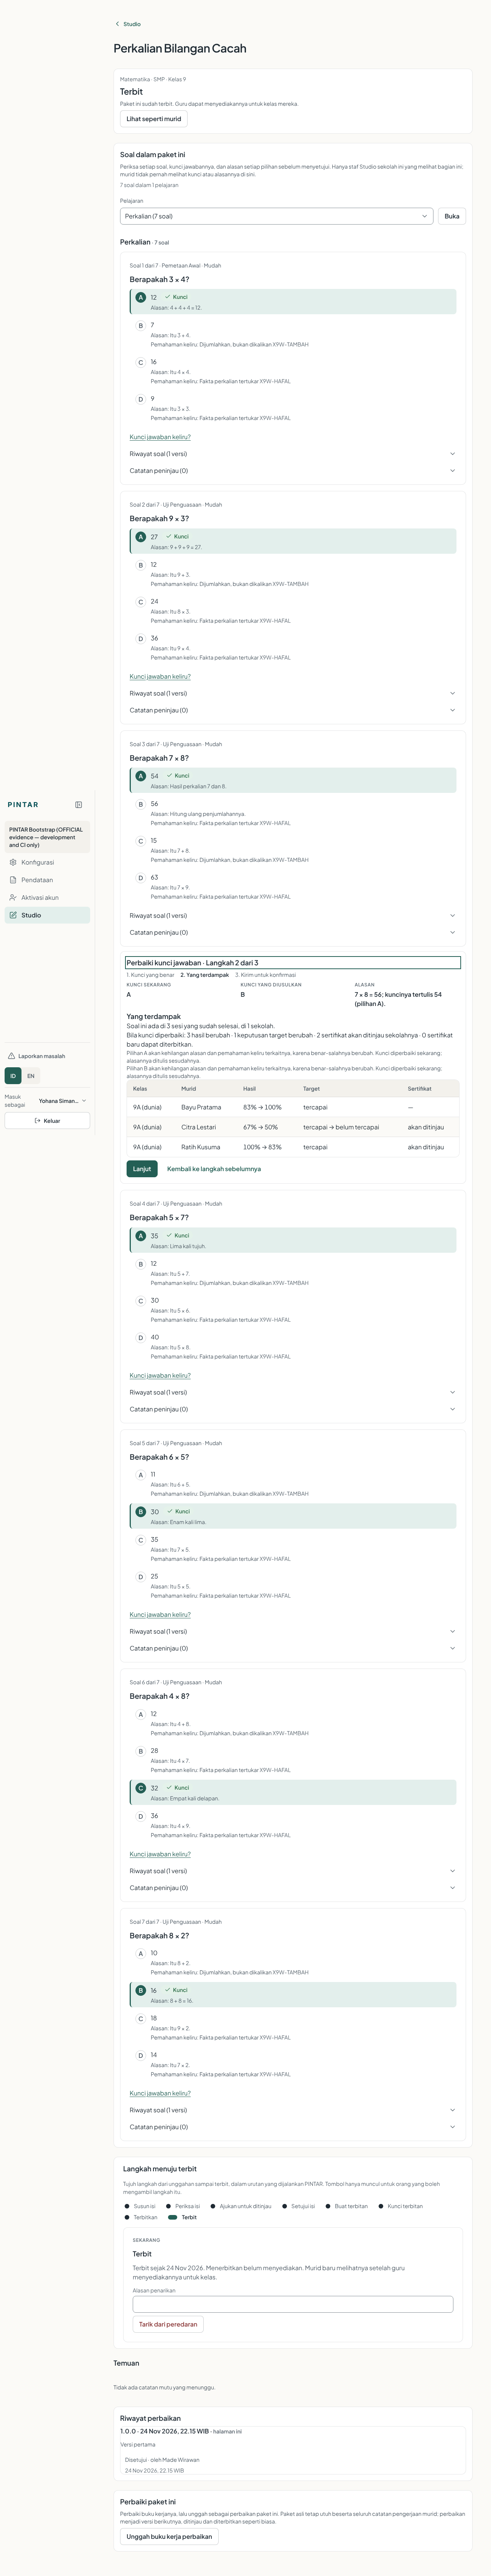 Studio
Perkalian Bilangan Cacah
Matematika · SMP · Kelas 9
Terbit
Paket ini sudah terbit. Guru dapat menyediakannya untuk kelas mereka.
Lihat seperti murid
Soal dalam paket ini
Periksa setiap soal, kunci jawabannya, dan alasan setiap pilihan sebelum menyetujui. Hanya staf Studio sekolah ini yang melihat bagian ini;
murid tidak pernah melihat kunci atau alasannya di sini.
7 soal dalam 1 pelajaran
Pelajaran
Perkalian (7 soal)
Buka
Perkalian · 7 soal
Soal 1 dari 7 · Pemetaan Awal · Mudah
Berapakah 3 × 4?
A 12 Kunci
Alasan: 4 + 4 + 4 = 12.
B 7
Alasan: Itu 3 + 4.
Pemahaman keliru: Dijumlahkan, bukan dikalikan X9W-TAMBAH
C 16
Alasan: Itu 4 × 4.
Pemahaman keliru: Fakta perkalian tertukar X9W-HAFAL
D 9
Alasan: Itu 3 × 3.
Pemahaman keliru: Fakta perkalian tertukar X9W-HAFAL
Kunci jawaban keliru?
Riwayat soal (1 versi)
Catatan peninjau (0)
Soal 2 dari 7 · Uji Penguasaan · Mudah
Berapakah 9 × 3?
A 27 Kunci
Alasan: 9 + 9 + 9 = 27.
B 12
Alasan: Itu 9 + 3.
Pemahaman keliru: Dijumlahkan, bukan dikalikan X9W-TAMBAH
C 24
Alasan: Itu 8 × 3.
Pemahaman keliru: Fakta perkalian tertukar X9W-HAFAL
D 36
Alasan: Itu 9 × 4.
Pemahaman keliru: Fakta perkalian tertukar X9W-HAFAL
Kunci jawaban keliru?
Riwayat soal (1 versi)
Catatan peninjau (0)
Soal 3 dari 7 · Uji Penguasaan · Mudah
Berapakah 7 × 8?
A 54 Kunci
Alasan: Hasil perkalian 7 dan 8.
B 56
Alasan: Hitung ulang penjumlahannya.
Pemahaman keliru: Fakta perkalian tertukar X9W-HAFAL
C 15
Alasan: Itu 7 + 8.
Pemahaman keliru: Dijumlahkan, bukan dikalikan X9W-TAMBAH
D 63
Alasan: Itu 7 × 9.
Pemahaman keliru: Fakta perkalian tertukar X9W-HAFAL
Riwayat soal (1 versi)
Catatan peninjau (0)
PINTAR
PINTAR Bootstrap (OFFICIAL
evidence — development
and CI only)
Konfigurasi
Pendataan
Aktivasi akun
Studio
Laporkan masalah
ID EN
Masuk
sebagai
Yohana Siman...
Keluar
Perbaiki kunci jawaban · Langkah 2 dari 3
1. Kunci yang benar 2. Yang terdampak 3. Kirim untuk konfirmasi
KUNCI SEKARANG KUNCI YANG DIUSULKAN ALASAN
A B 7 × 8 = 56; kuncinya tertulis 54
(pilihan A).
Yang terdampak
Soal ini ada di 3 sesi yang sudah selesai, di 1 sekolah.
Bila kunci diperbaiki: 3 hasil berubah · 1 keputusan target berubah · 2 sertifikat akan ditinjau sekolahnya · 0 sertifikat
baru dapat diterbitkan.
Pilihan A akan kehilangan alasan dan pemahaman keliru tertautnya, karena benar-salahnya berubah. Kunci diperbaiki sekarang;
alasannya ditulis sesudahnya.
Pilihan B akan kehilangan alasan dan pemahaman keliru tertautnya, karena benar-salahnya berubah. Kunci diperbaiki sekarang;
alasannya ditulis sesudahnya.
Kelas Murid Hasil Target Sertifikat
9A (dunia) Bayu Pratama 83% → 100% tercapai —
9A (dunia) Citra Lestari 67% → 50% tercapai → belum tercapai akan ditinjau
9A (dunia) Ratih Kusuma 100% → 83% tercapai akan ditinjau
Lanjut
Kembali ke langkah sebelumnya
Soal 4 dari 7 · Uji Penguasaan · Mudah
Berapakah 5 × 7?
A 35 Kunci
Alasan: Lima kali tujuh.
B 12
Alasan: Itu 5 + 7.
Pemahaman keliru: Dijumlahkan, bukan dikalikan X9W-TAMBAH
C 30
Alasan: Itu 5 × 6.
Pemahaman keliru: Fakta perkalian tertukar X9W-HAFAL
D 40
Alasan: Itu 5 × 8.
Pemahaman keliru: Fakta perkalian tertukar X9W-HAFAL
Kunci jawaban keliru?
Riwayat soal (1 versi)
Catatan peninjau (0)
Soal 5 dari 7 · Uji Penguasaan · Mudah
Berapakah 6 × 5?
A 11
Alasan: Itu 6 + 5.
Pemahaman keliru: Dijumlahkan, bukan dikalikan X9W-TAMBAH
B 30 Kunci
Alasan: Enam kali lima.
C 35
Alasan: Itu 7 × 5.
Pemahaman keliru: Fakta perkalian tertukar X9W-HAFAL
D 25
Alasan: Itu 5 × 5.
Pemahaman keliru: Fakta perkalian tertukar X9W-HAFAL
Kunci jawaban keliru?
Riwayat soal (1 versi)
Catatan peninjau (0)
Soal 6 dari 7 · Uji Penguasaan · Mudah
Berapakah 4 × 8?
A 12
Alasan: Itu 4 + 8.
Pemahaman keliru: Dijumlahkan, bukan dikalikan X9W-TAMBAH
B 28
Alasan: Itu 4 × 7.
Pemahaman keliru: Fakta perkalian tertukar X9W-HAFAL
C 32 Kunci
Alasan: Empat kali delapan.
D 36
Alasan: Itu 4 × 9.
Pemahaman keliru: Fakta perkalian tertukar X9W-HAFAL
Kunci jawaban keliru?
Riwayat soal (1 versi)
Catatan peninjau (0)
Soal 7 dari 7 · Uji Penguasaan · Mudah
Berapakah 8 × 2?
A 10
Alasan: Itu 8 + 2.
Pemahaman keliru: Dijumlahkan, bukan dikalikan X9W-TAMBAH
B 16 Kunci
Alasan: 8 + 8 = 16.
C 18
Alasan: Itu 9 × 2.
Pemahaman keliru: Fakta perkalian tertukar X9W-HAFAL
D 14
Alasan: Itu 7 × 2.
Pemahaman keliru: Fakta perkalian tertukar X9W-HAFAL
Kunci jawaban keliru?
Riwayat soal (1 versi)
Catatan peninjau (0)
Langkah menuju terbit
Tujuh langkah dari unggahan sampai terbit, dalam urutan yang dijalankan PINTAR. Tombol hanya muncul untuk orang yang boleh
mengambil langkah itu.
Susun isi Periksa isi Ajukan untuk ditinjau Setujui isi Buat terbitan Kunci terbitan
Terbitkan Terbit
SEKARANG
Terbit
Terbit sejak 24 Nov 2026. Menerbitkan belum menyediakan. Murid baru melihatnya setelah guru
menyediakannya untuk kelas.
Alasan penarikan
Tarik dari peredaran
Temuan
Tidak ada catatan mutu yang menunggu.
Riwayat perbaikan
1.0.0 · 24 Nov 2026, 22.15 WIB · halaman ini
Versi pertama
Disetujui · oleh Made Wirawan
24 Nov 2026, 22.15 WIB
Perbaiki paket ini
Perbaiki buku kerjanya, lalu unggah sebagai perbaikan paket ini. Paket asli tetap utuh beserta seluruh catatan pengerjaan murid; perbaikan
menjadi versi berikutnya, ditinjau dan diterbitkan seperti biasa.
Unggah buku kerja perbaikan